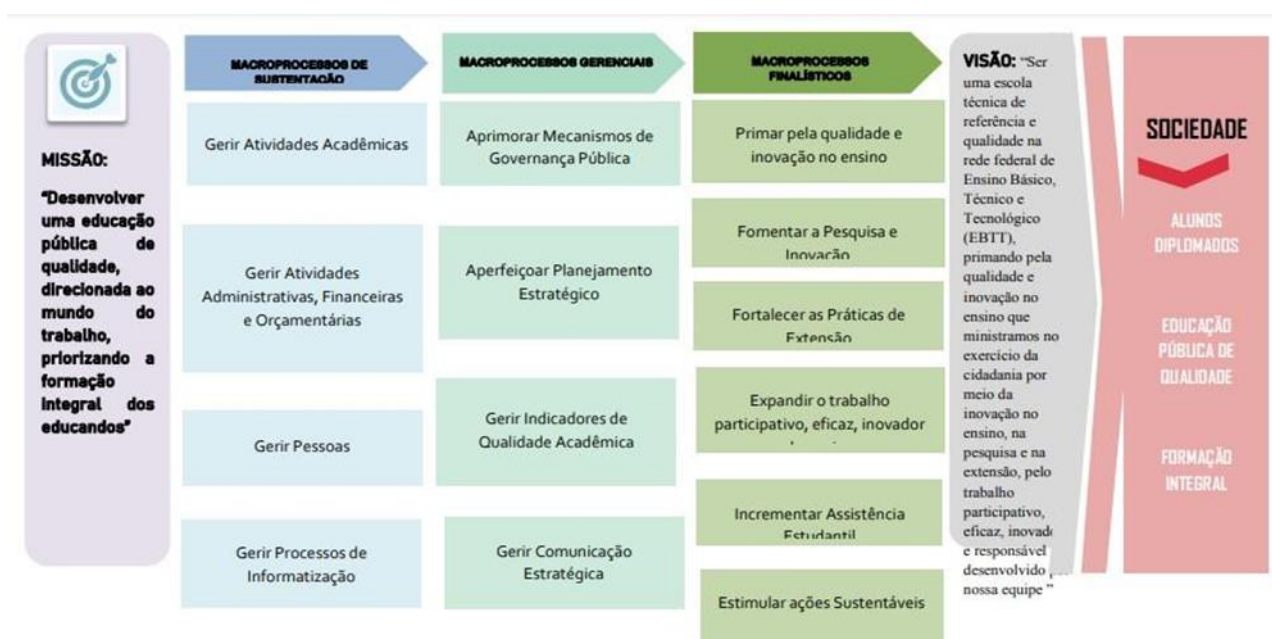 MISSÃO:
"Desenvolver
uma educação
pública de
qualidade,
direcionada ao
mundo do
trabalho,
priorizando a
formação
integral dos
educandos"
MACROPROCESSOS DE
SUSTENTAÇÃO
Gerir Atividades Acadêmicas
Gerir Atividades
Administrativas, Financeiras
e Orçamentárias
Gerir Pessoas
Gerir Processos de
Informatização
MACROPROCESSOS GERENCIAIS
Aprimorar Mecanismos de
Governança Pública
Aperfeiçoar Planejamento
Estratégico
Gerir Indicadores de
Qualidade Acadêmica
Gerir Comunicação
Estratégica
MACROPROCESSOS
FINALÍSTICOS
Primar pela qualidade e
inovação no ensino
Fomentar a Pesquisa e
Inovação
Fortalecer as Práticas de
Extensão
Expandir o trabalho
participativo, eficaz, inovador
Incrementar Assistência
Estudantil
Estimular ações Sustentáveis
VISÃO: "Ser
uma escola
técnica de
referência e
qualidade na
rede federal de
Ensino Básico,
Técnico e
Tecnológico
(EBTT),
primando pela
qualidade e
inovação no
ensino que
ministramos no
exercício da
cidadania por
meio da
inovação no
ensino, na
pesquisa e na
extensão, pelo
trabalho
participativo,
eficaz, inovado
e responsável
desenvolvido
nossa equipe "
SOCIEDADE
ALUNOS
DIPLOMADOS
EDUCAÇÃO
PÚBLICA DE
QUALIDADE
FORMAÇÃO
INTEGRAL